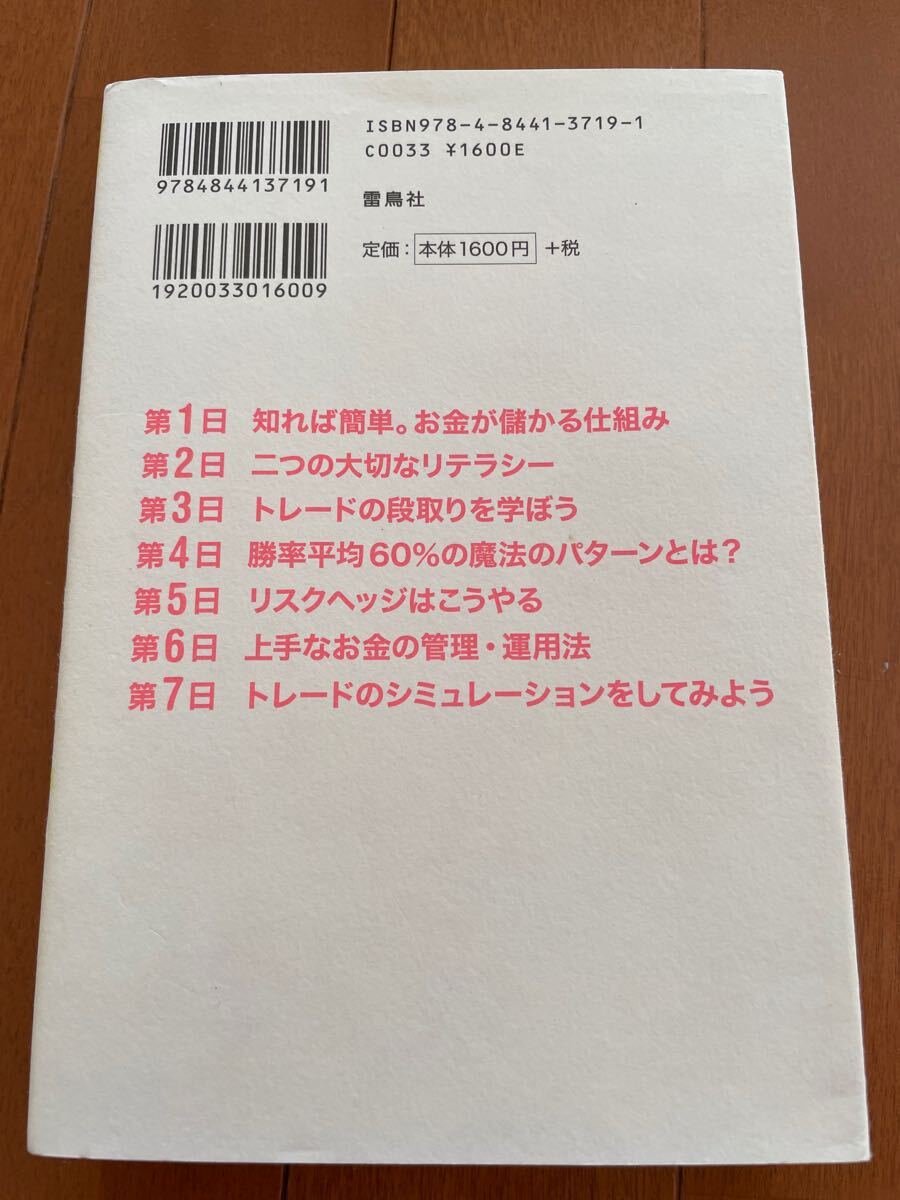 9784844137191
ISBN978-4-8441-3719-1
C0033 ¥1600E
雷鳥社
1920033016009
定価：本体1600円+税
第1日 知れば簡単。お金が儲かる仕組み
第2日 二つの大切なリテラシー
第3日 トレードの段取りを学ぼう
第4日 勝率平均60%の魔法のパターンとは？
第5日 リスクヘッジはこうやる
第6日 上手なお金の管理・運用法
第7日 トレードのシミュレーションをしてみよう